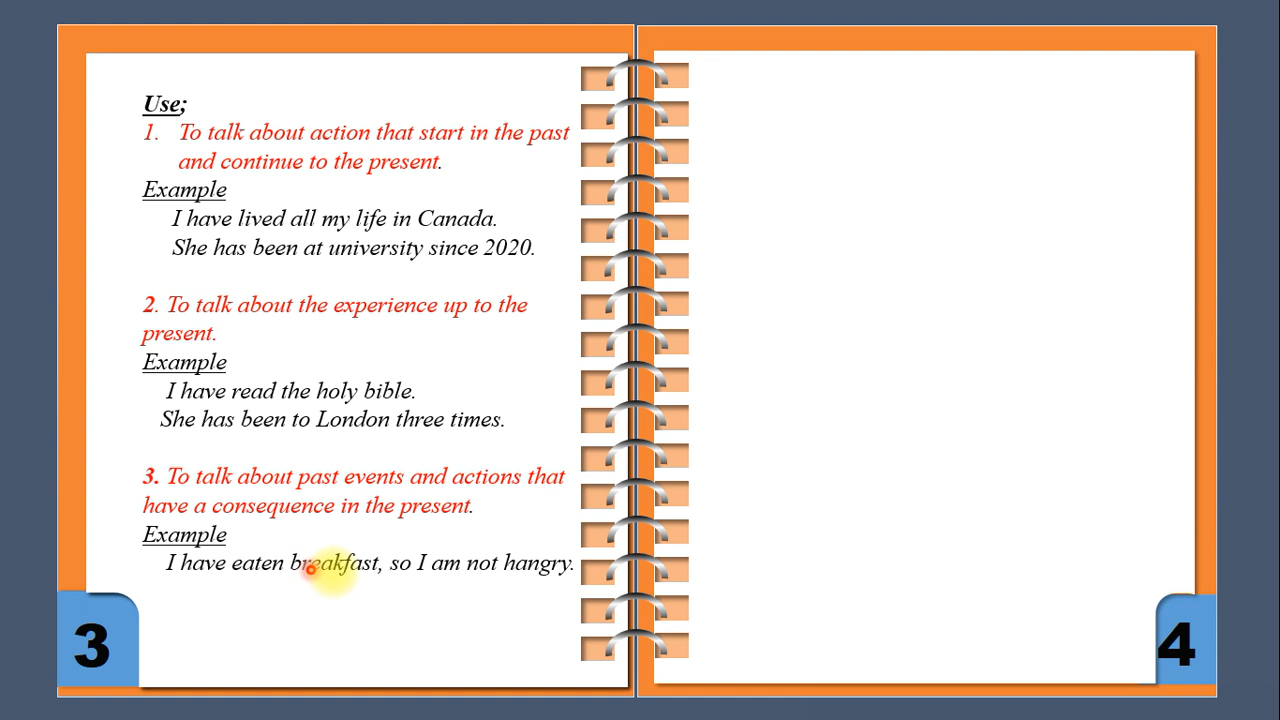 Use;
1. To talk about action that start in the past
and continue to the present.
Example
I have lived all my life in Canada.
She has been at university since 2020.
2. To talk about the experience up to the
present.
Example
I have read the holy bible.
She has been to London three times.
3. To talk about past events and actions that
have a consequence in the present.
Example
I have eaten breakfast, so I am not hangry.
3
4